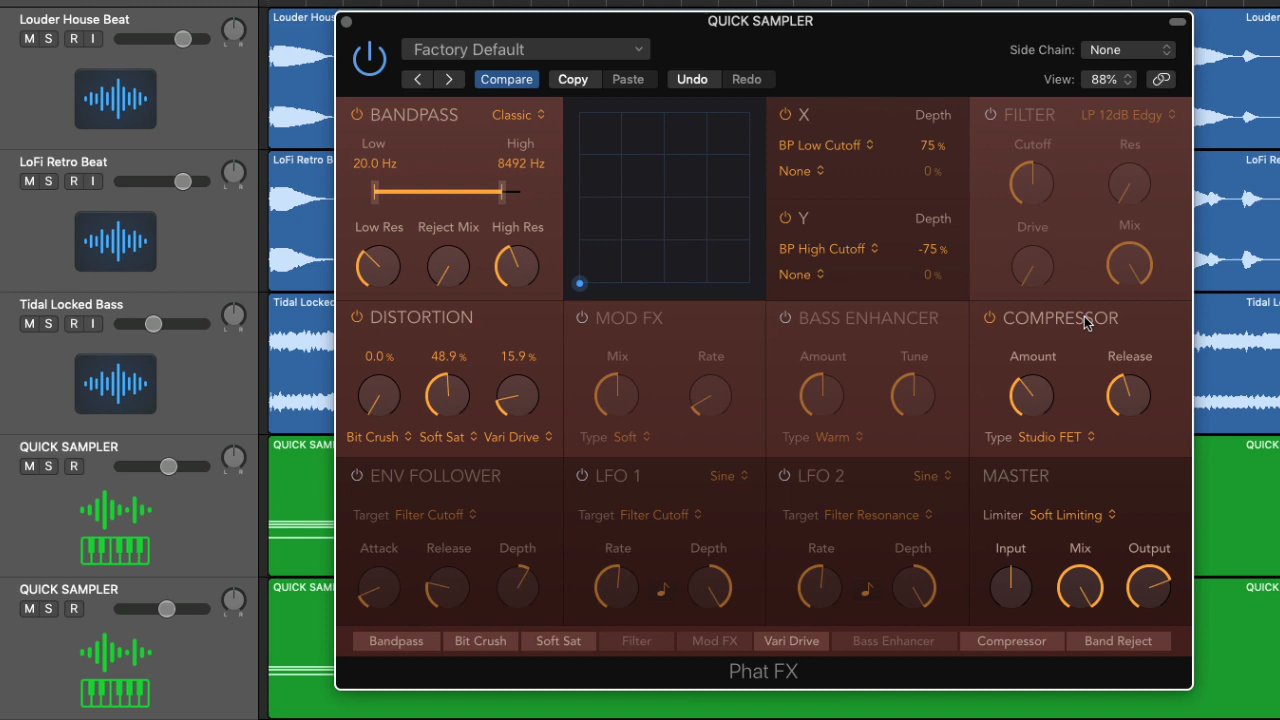 Louder House Beat
M S R I
L R
LoFi Retro Beat
M S R I
L R
Tidal Locked Bass
M S R I
L R
QUICK SAMPLER
M S R
L R
QUICK SAMPLER
M S R
L R
Louder Hous
LoFi Retro B
Tidal Locked
QUICK SAM
QUICK SAM
QUICK SAMPLER
Factory Default
Side Chain: None
Compare Copy Paste Undo Redo
View: 88%
BANDPASS Classic
Low High
20.0 Hz 8492 Hz
Low Res Reject Mix High Res
X Depth
BP Low Cutoff 75 %
None 0 %
Y Depth
BP High Cutoff -75 %
None 0 %
FILTER LP 12dB Edgy
Cutoff Res
Drive Mix
DISTORTION
0.0 % 48.9 % 15.9 %
Bit Crush Soft Sat Vari Drive
MOD FX
Mix Rate
Type Soft
BASS ENHANCER
Amount Tune
Type Warm
COMPRESSOR
Amount Release
Type Studio FET
ENV FOLLOWER
Target Filter Cutoff
Attack Release Depth
LFO 1 Sine
Target Filter Cutoff
Rate Depth
LFO 2 Sine
Target Filter Resonance
Rate Depth
MASTER
Limiter Soft Limiting
Input Mix Output
Bandpass Bit Crush Soft Sat Filter Mod FX Vari Drive Bass Enhancer Compressor Band Reject
Phat FX
Louder
LoFi Re
Tidal L
QUICK
QUICK